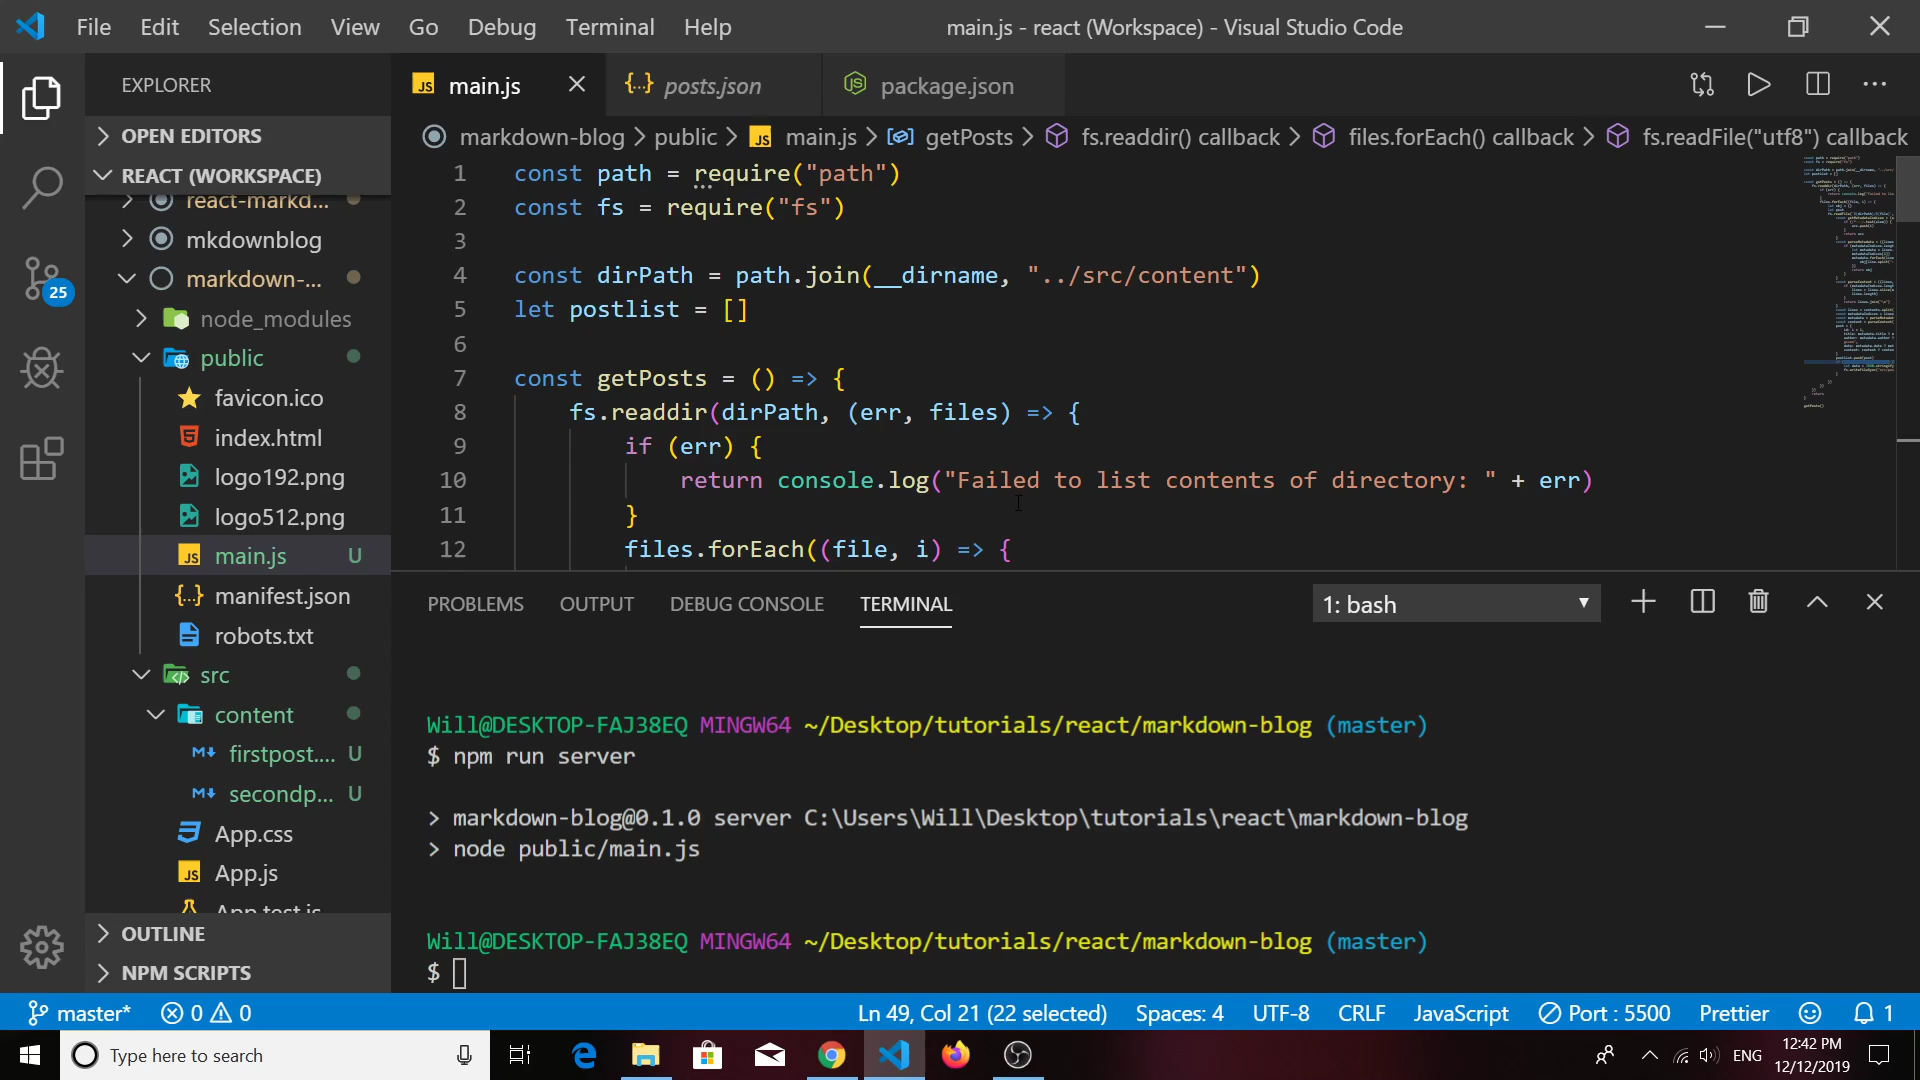 File Edit Selection View Go Debug Terminal Help main.js - react (Workspace) - Visual Studio Code
EXPLORER
OPEN EDITORS
REACT (WORKSPACE)
react-markd...
mkdownblog
markdown-...
node_modules
public
favicon.ico
index.html
logo192.png
logo512.png
main.js U
manifest.json
robots.txt
src
content
firstpost.... U
secondp... U
App.css
App.js
App.test.js
OUTLINE
NPM SCRIPTS
25
main.js posts.json package.json
markdown-blog > public > main.js > getPosts > fs.readdir() callback > files.forEach() callback > fs.readFile("utf8") callback
1 const path = require("path")
2 const fs = require("fs")
3
4 const dirPath = path.join(__dirname, "../src/content")
5 let postlist = []
6
7 const getPosts = () => {
8 fs.readdir(dirPath, (err, files) => {
9 if (err) {
10 return console.log("Failed to list contents of directory: " + err)
11 }
12 files.forEach((file, i) => {
PROBLEMS OUTPUT DEBUG CONSOLE TERMINAL 1: bash
Will@DESKTOP-FAJ38EQ MINGW64 ~/Desktop/tutorials/react/markdown-blog (master)
$ npm run server
> markdown-blog@0.1.0 server C:\Users\Will\Desktop\tutorials\react\markdown-blog
> node public/main.js
Will@DESKTOP-FAJ38EQ MINGW64 ~/Desktop/tutorials/react/markdown-blog (master)
$
master* 0 0 Ln 49, Col 21 (22 selected) Spaces: 4 UTF-8 CRLF JavaScript Port : 5500 Prettier 1
Type here to search ENG 12:42 PM
12/12/2019